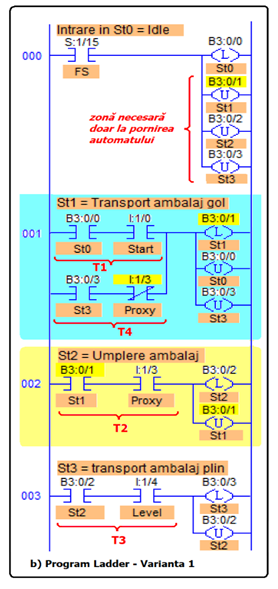 Intrare in St0 = Idle
S:1/15 B3:0/0
000 L
FS St0
B3:0/1
U
zonă necesară St1
doar la pornirea B3:0/2
automatului U
St2
B3:0/3
U
St3
St1 = Transport ambalaj gol
B3:0/0 I:1/0 B3:0/1
001 L
St0 Start St1
T1 B3:0/0
U
B3:0/3 I:1/3 St0
B3:0/3
St3 Proxy U
T4 St3
St2 = Umplere ambalaj
B3:0/1 I:1/3 B3:0/2
002 L
St1 Proxy St2
T2 B3:0/1
U
St1
St3 = transport ambalaj plin
B3:0/2 I:1/4 B3:0/3
003 L
St2 Level St3
T3 B3:0/2
U
St2
b) Program Ladder - Varianta 1